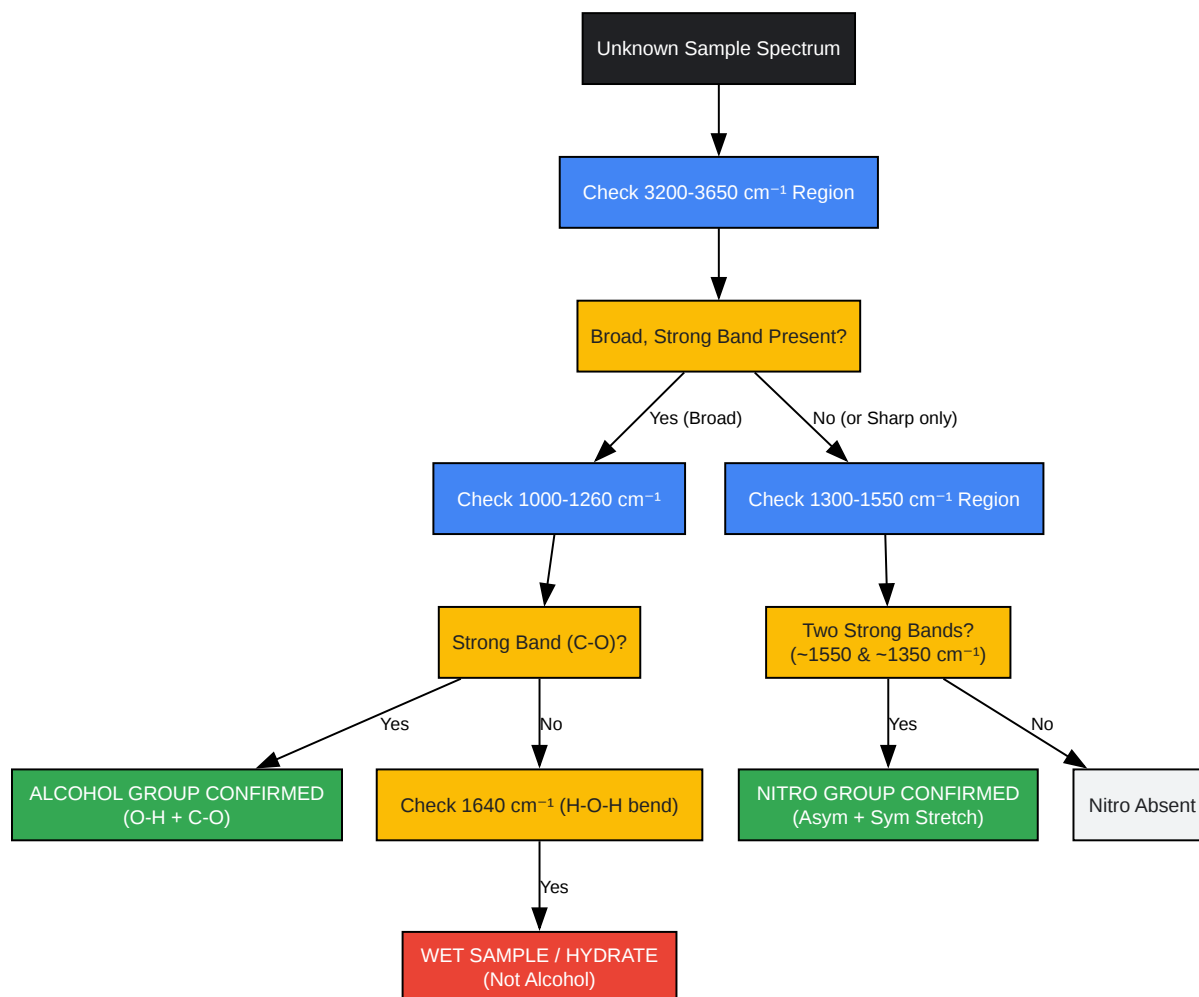 Unknown Sample Spectrum
Check 3200-3650 cm⁻¹ Region
Broad, Strong Band Present?
Yes (Broad)
No (or Sharp only)
Check 1000-1260 cm⁻¹
Check 1300-1550 cm⁻¹ Region
Strong Band (C-O)?
Two Strong Bands?
(~1550 & ~1350 cm⁻¹)
Yes
No
Yes
No
ALCOHOL GROUP CONFIRMED
(O-H + C-O)
Check 1640 cm⁻¹ (H-O-H bend)
NITRO GROUP CONFIRMED
(Asym + Sym Stretch)
Nitro Absent
Yes
WET SAMPLE / HYDRATE
(Not Alcohol)